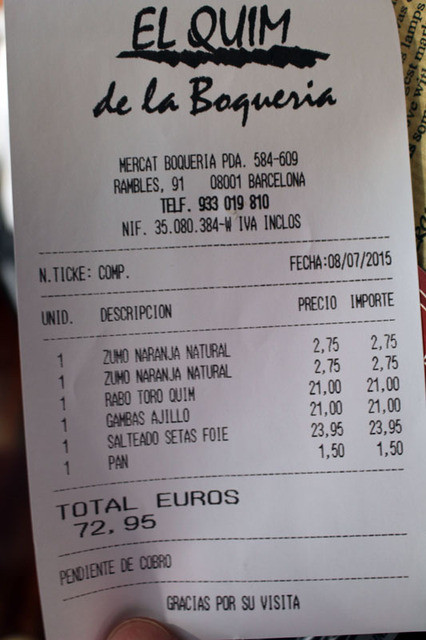 EL QUIM
de la Boqueria
MERCAT BOQUERIA PDA. 584-609
RAMBLES, 91 08001 BARCELONA
TELF. 933 019 810
NIF. 35.080.384-W IVA INCLOS
N.TICKE: COMP. FECHA:08/07/2015
UNID. DESCRIPCION PRECIO IMPORTE
1 ZUMO NARANJA NATURAL 2,75 2,75
1 ZUMO NARANJA NATURAL 2,75 2,75
1 RABO TORO QUIM 21,00 21,00
1 GAMBAS AJILLO 21,00 21,00
1 SALTEADO SETAS FOIE 23,95 23,95
1 PAN 1,50 1,50
TOTAL EUROS
72,95
PENDIENTE DE COBRO
GRACIAS POR SU VISITA